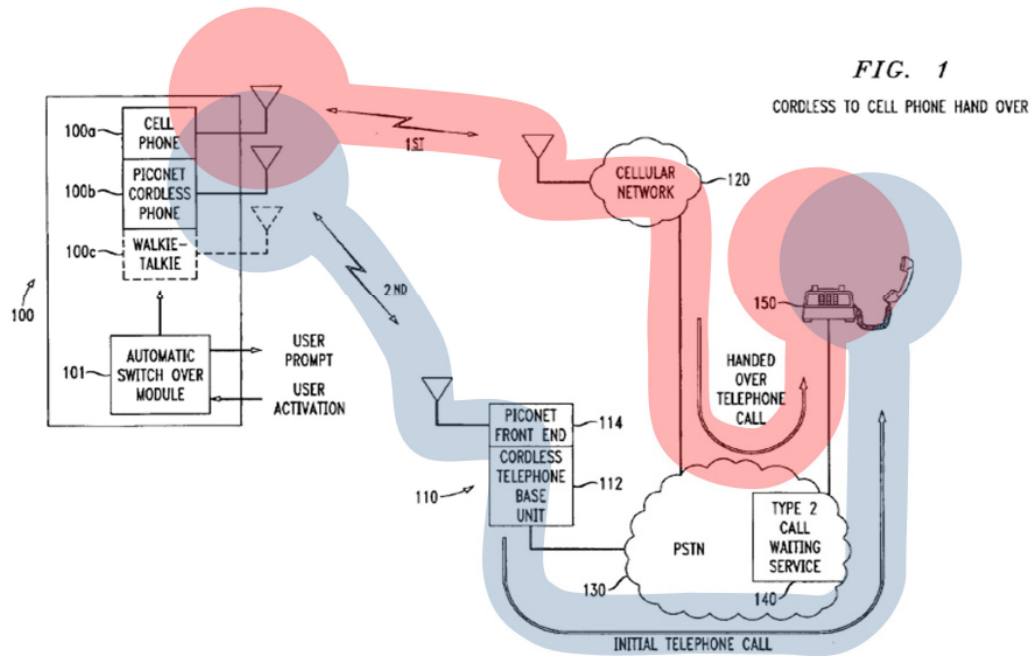 FIG. 1
CORDLESS TO CELL PHONE HAND OVER
100a
CELL
PHONE
100b
PICONET
CORDLESS
PHONE
100c
WALKIE-
TALKIE
100
101
AUTOMATIC
SWITCH OVER
MODULE
USER
PROMPT
USER
ACTIVATION
1ST
2ND
CELLULAR
NETWORK
120
150
HANDED
OVER
TELEPHONE
CALL
PICONET
FRONT END
114
CORDLESS
TELEPHONE
BASE
UNIT
112
110
PSTN
130
TYPE 2
CALL
WAITING
SERVICE
140
INITIAL TELEPHONE CALL